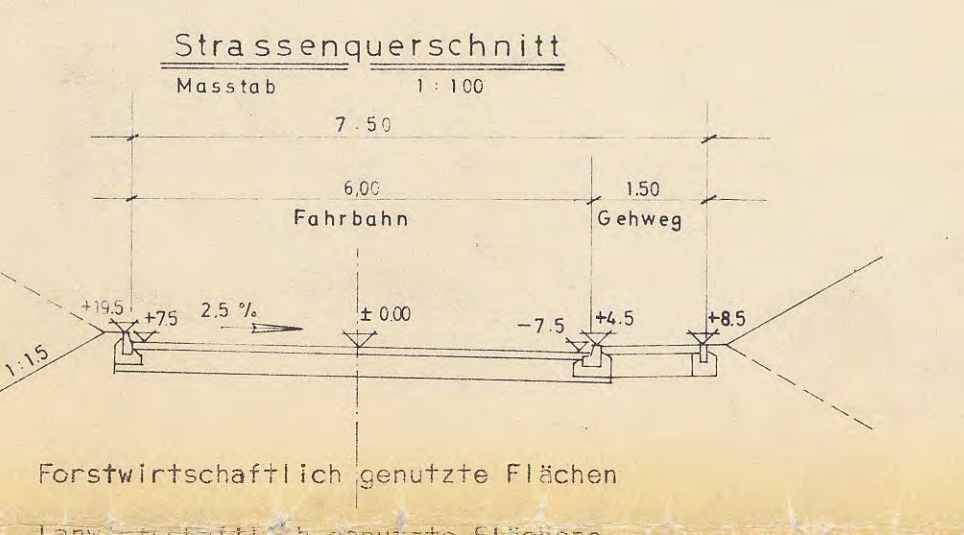 Strassenquerschnitt
Masstab 1 : 100
7.50
6,00 1.50
Fahrbahn Gehweg
+19.5 +7.5 2.5 % ± 0.00 -7.5 +4.5 +8.5
1:1.5
Forstwirtschaftlich genutzte Flächen
genutzte